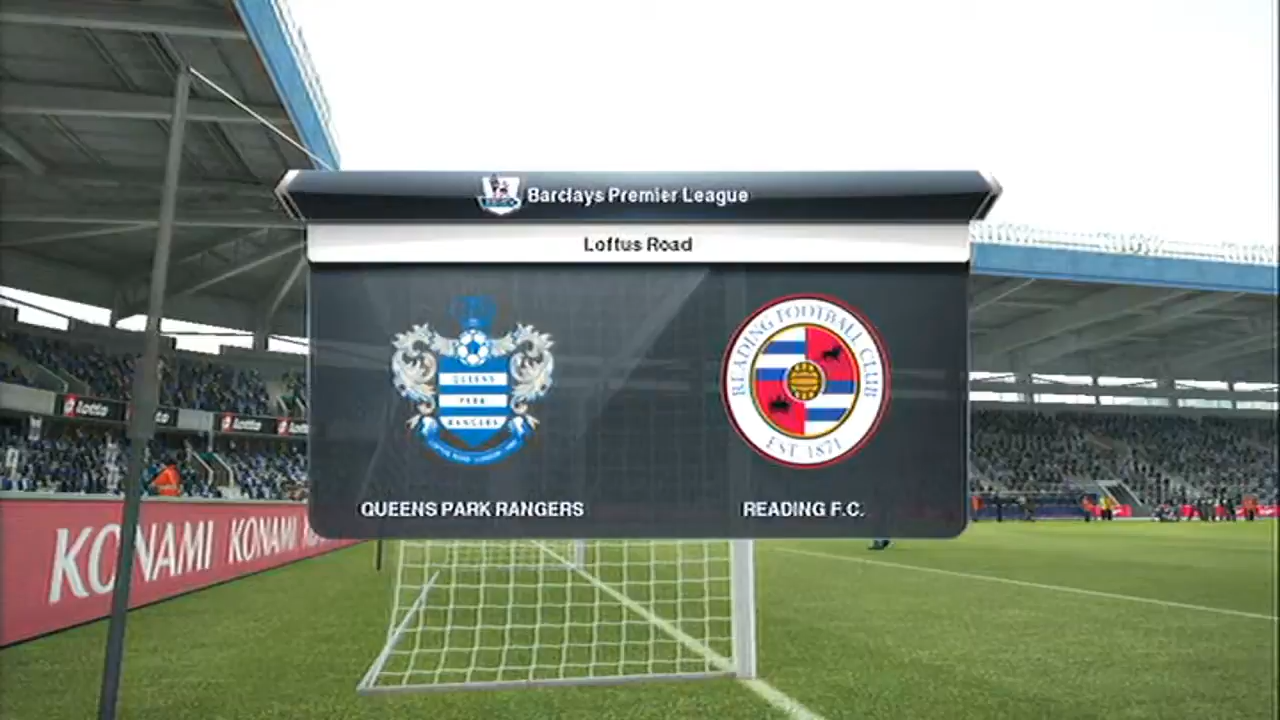 Barclays Premier League
Loftus Road
QUEENS
PARK
RANGERS
READING FOOTBALL CLUB
EST. 1871
QUEENS PARK RANGERS
READING F.C.
lotto
lotto
KONAMI KONAMI